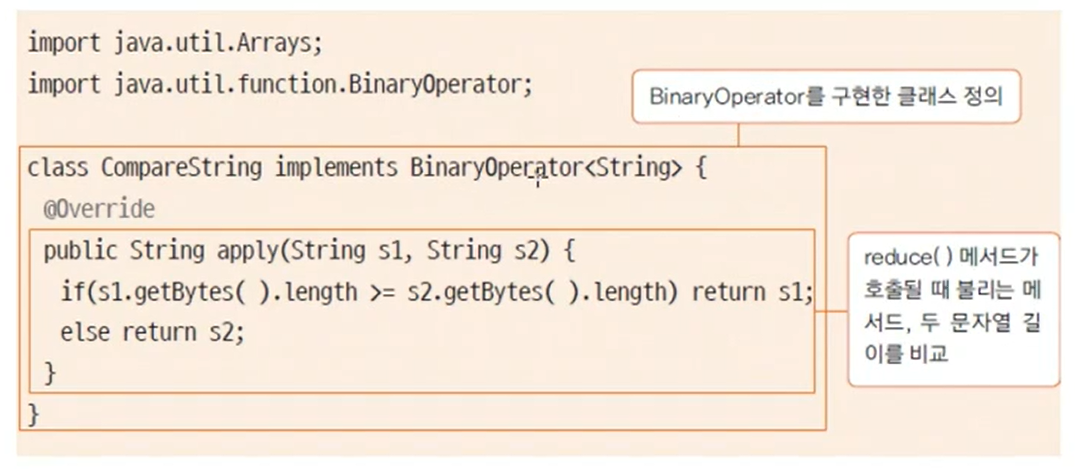 import java.util.Arrays;
import java.util.function.BinaryOperator;
BinaryOperator를 구현한 클래스 정의
class CompareString implements BinaryOperator<String> {
@Override
public String apply(String s1, String s2) {
if(s1.getBytes( ).length >= s2.getBytes( ).length) return s1;
else return s2;
}
}
reduce( ) 메서드가
호출될 때 불리는 메
서드, 두 문자열 길
이를 비교